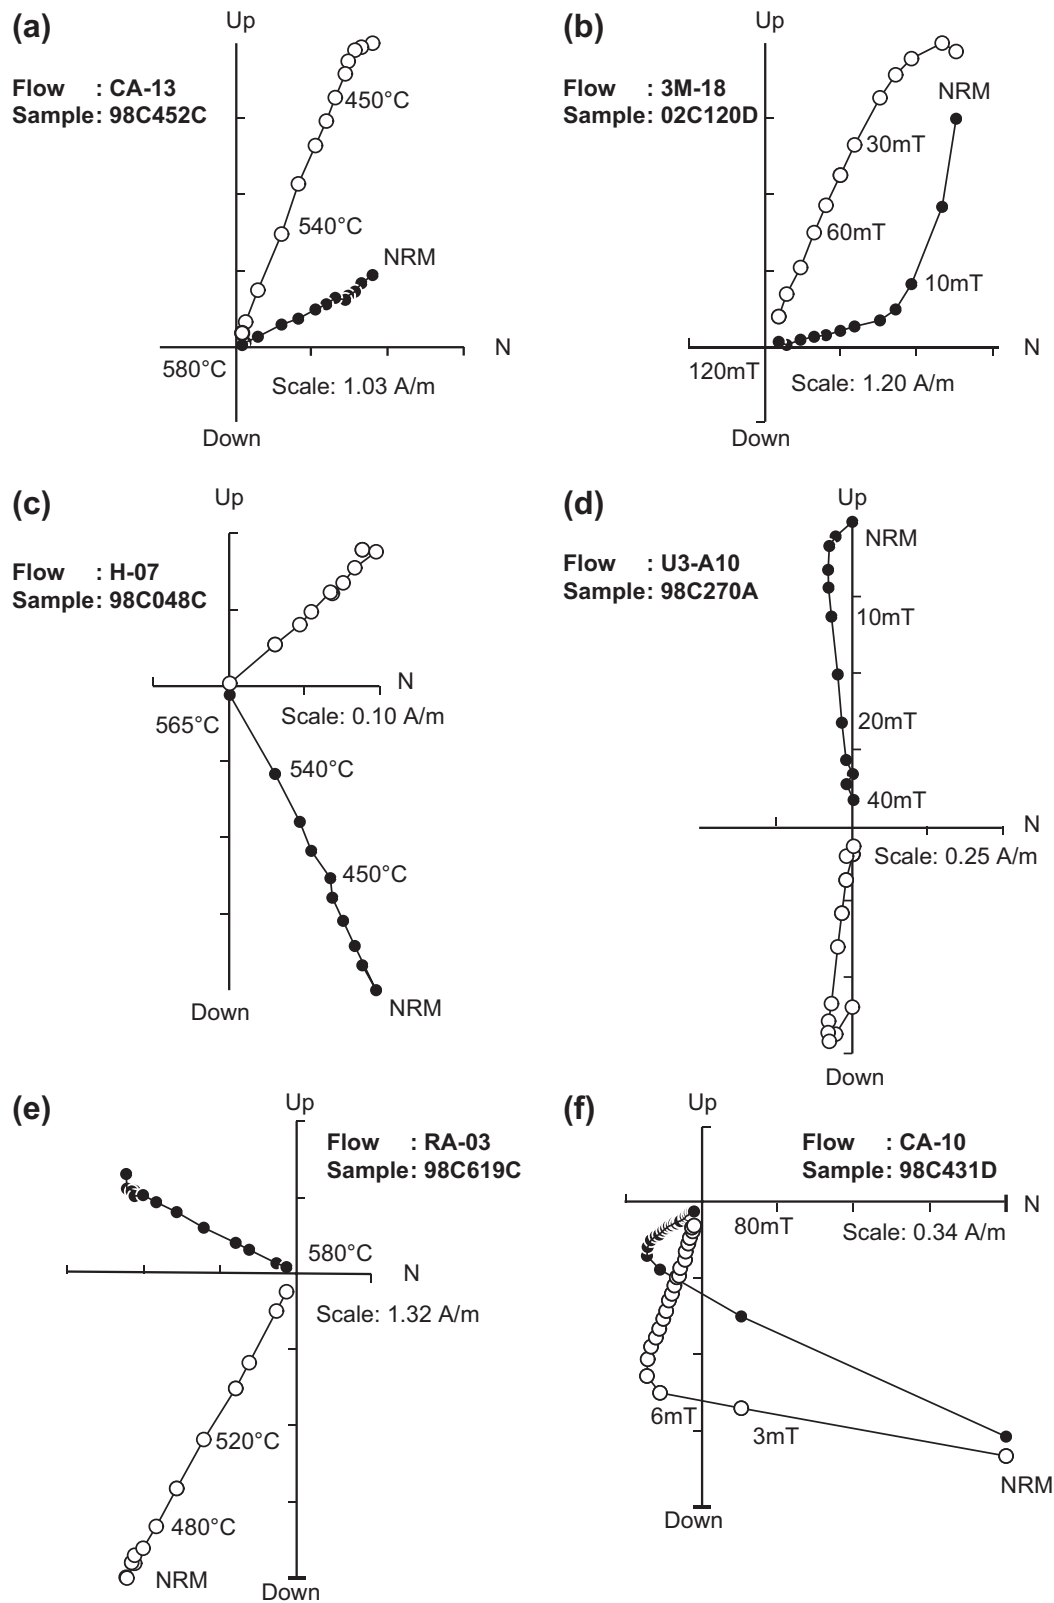 (a)
Up
Flow : CA-13
Sample: 98C452C
450°C
540°C
NRM
N
580°C
Scale: 1.03 A/m
Down
(b)
Up
Flow : 3M-18
Sample: 02C120D
NRM
30mT
60mT
10mT
N
120mT
Scale: 1.20 A/m
Down
(c)
Up
Flow : H-07
Sample: 98C048C
N
565°C
Scale: 0.10 A/m
540°C
450°C
NRM
Down
(d)
Up
NRM
Flow : U3-A10
Sample: 98C270A
10mT
20mT
40mT
N
Scale: 0.25 A/m
Down
(e)
Up
Flow : RA-03
Sample: 98C619C
580°C
N
Scale: 1.32 A/m
520°C
480°C
NRM
Down
(f)
Up
Flow : CA-10
Sample: 98C431D
N
80mT
Scale: 0.34 A/m
6mT
3mT
NRM
Down